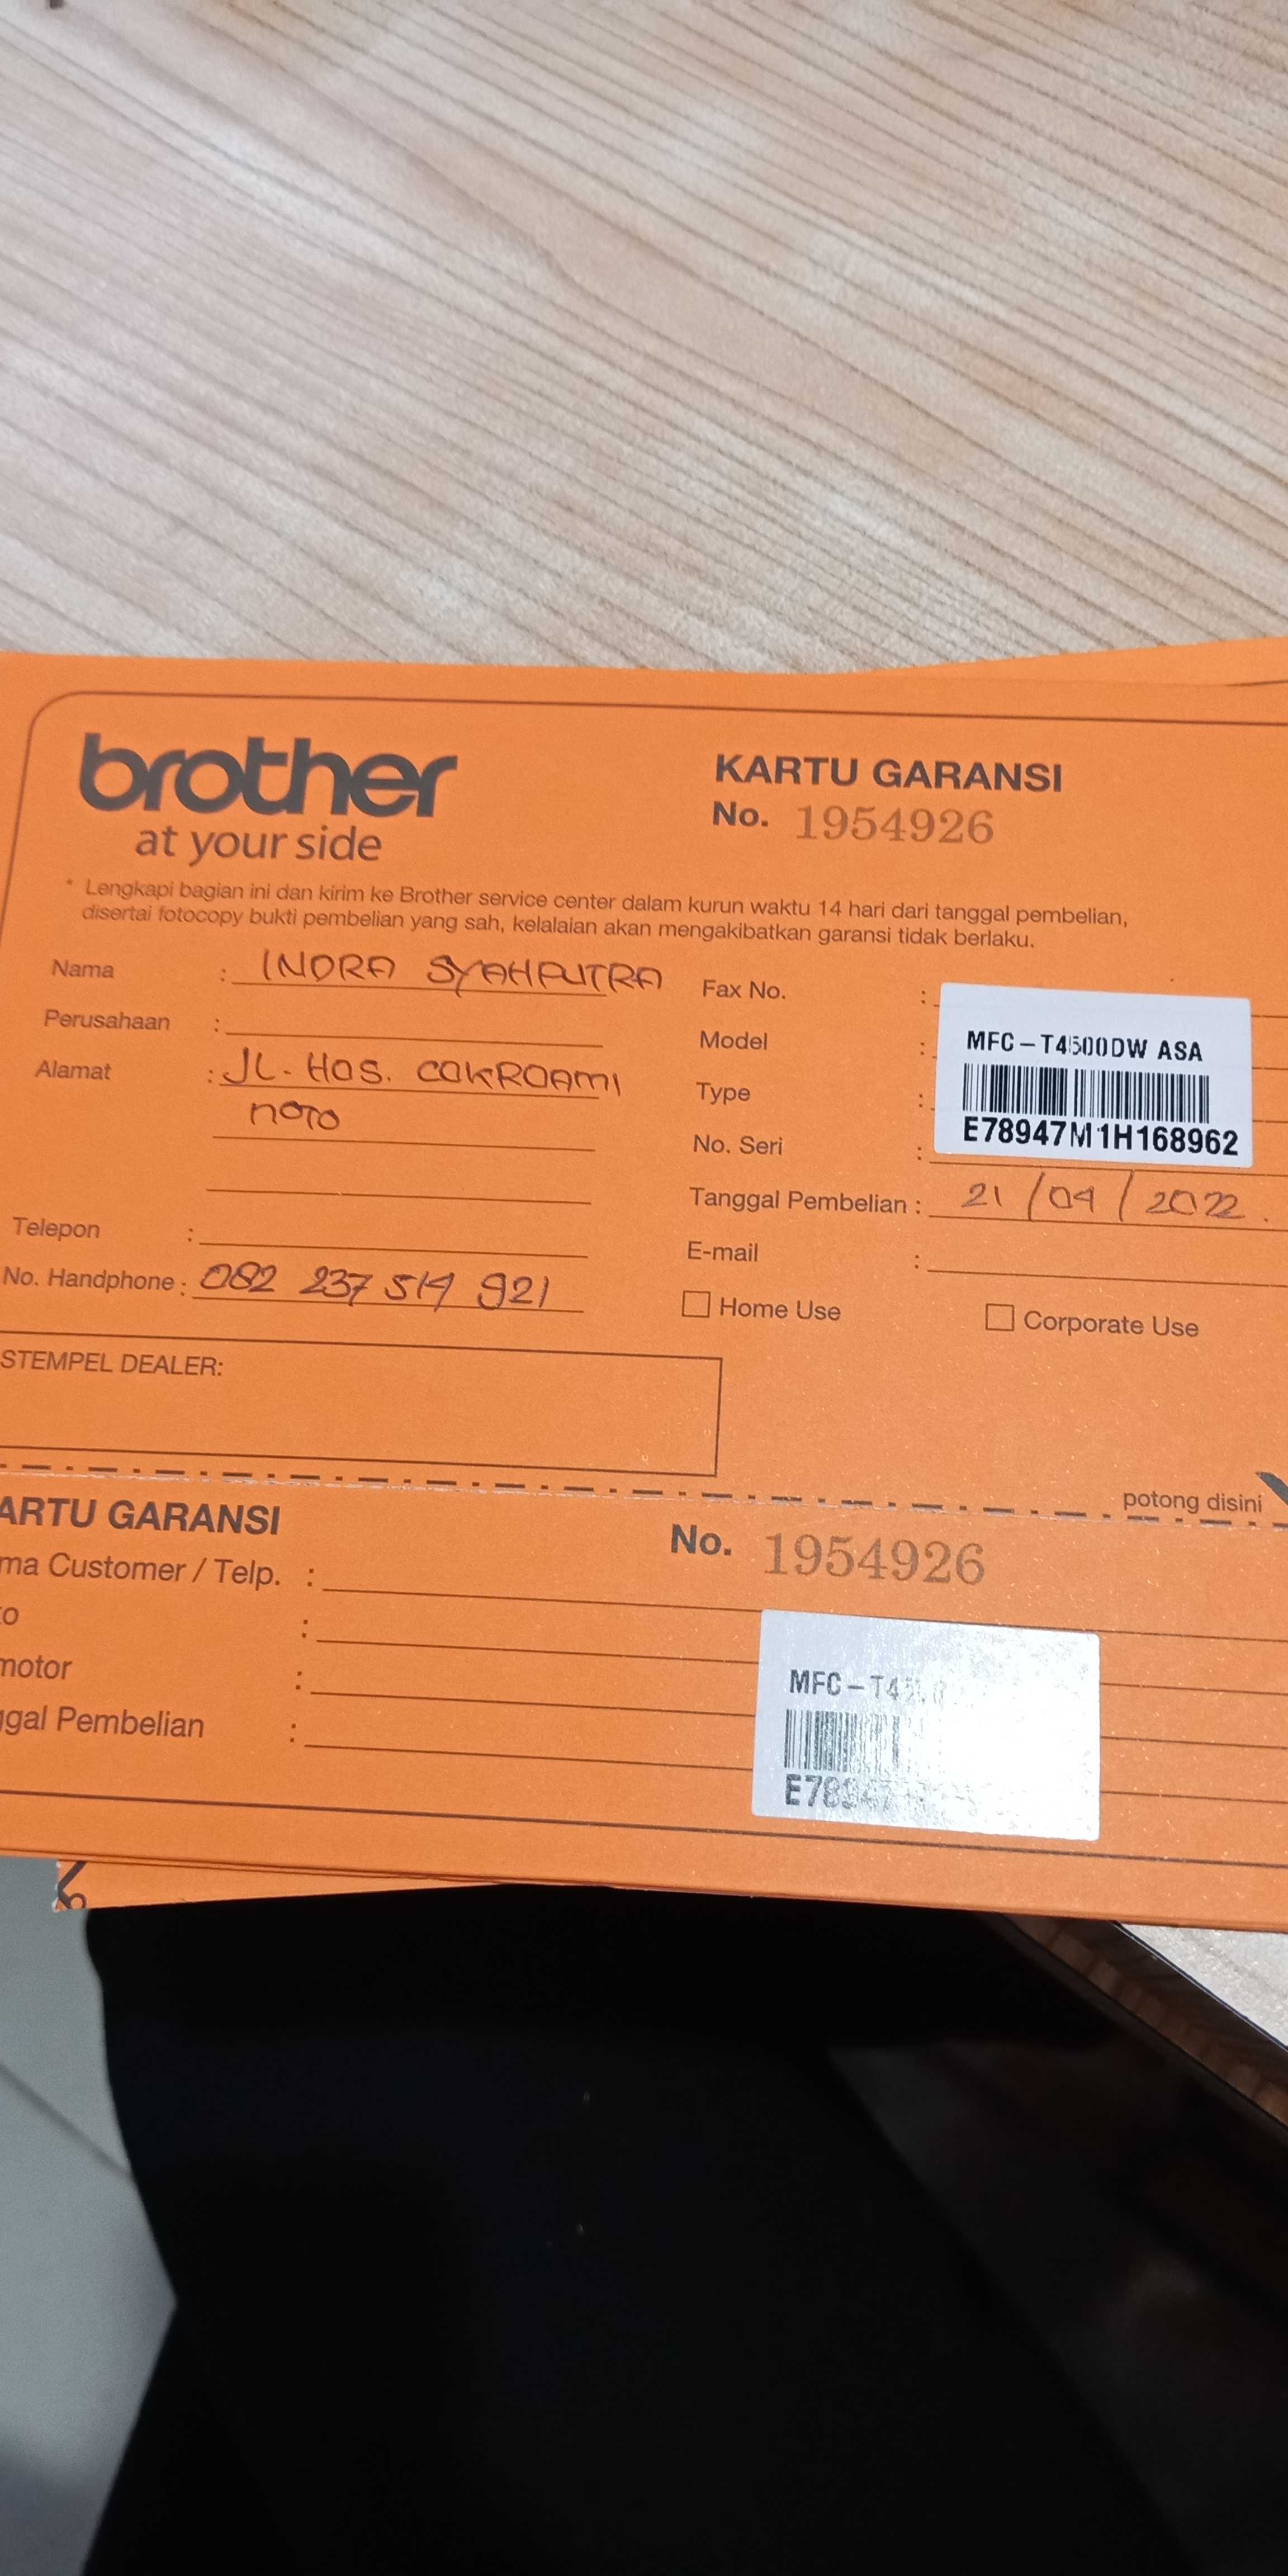 brother
at your side
KARTU GARANSI
No. 1954926
* Lengkapi bagian ini dan kirim ke Brother service center dalam kurun waktu 14 hari dari tanggal pembelian,
disertai fotocopy bukti pembelian yang sah, kelalaian akan mengakibatkan garansi tidak berlaku.
Nama : INDRA SYAHPUTRA
Perusahaan :
Alamat : JL. HOS. COKROAMI
NOTO
Telepon :
No. Handphone : 082 237 514 921
Fax No. :
Model :
Type :
No. Seri :
MFC-T4500DW ASA
E78947M1H168962
Tanggal Pembelian : 21 / 04 / 2022.
E-mail :
Home Use
Corporate Use
STEMPEL DEALER:
potong disini
ARTU GARANSI
No. 1954926
ma Customer / Telp. :
o :
motor :
ggal Pembelian :
MFC-T45
E78947